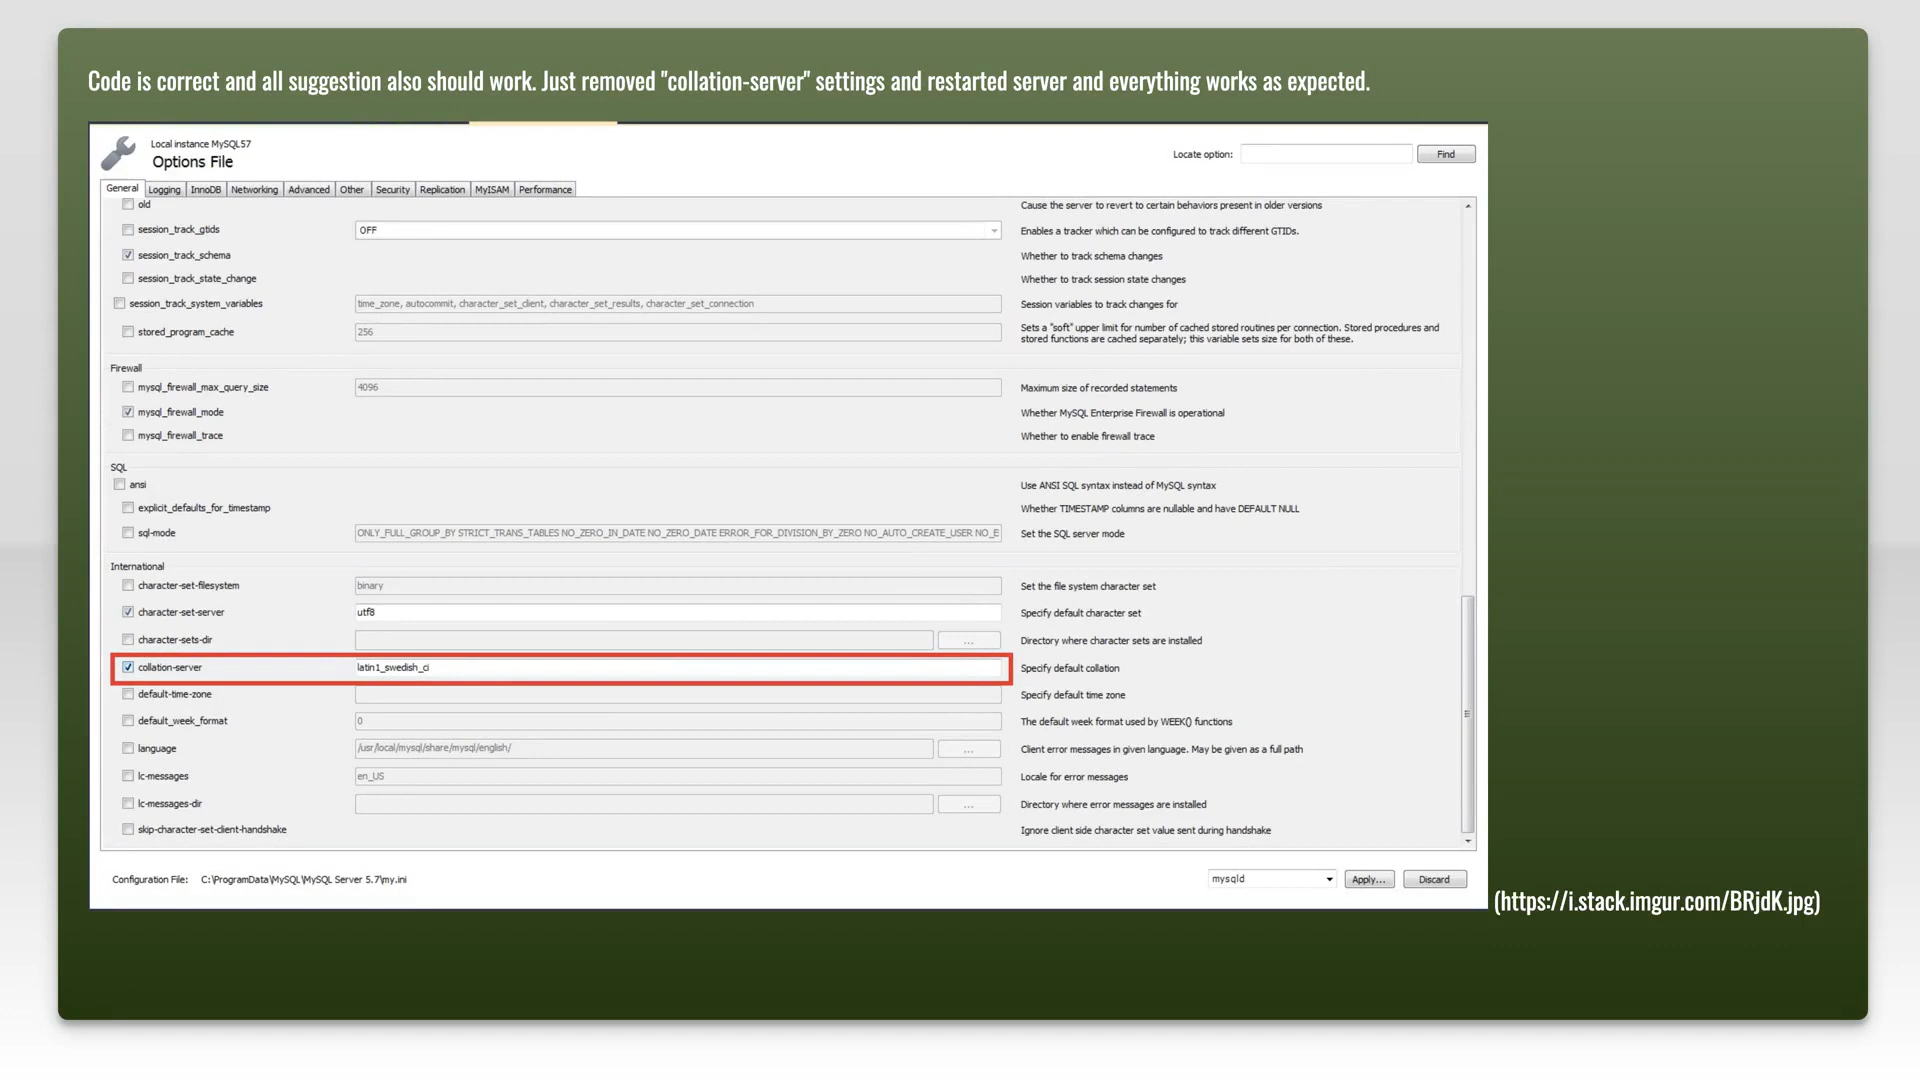 Code is correct and all suggestion also should work. Just removed "collation-server" settings and restarted server and everything works as expected.
Local instance MySQL57
Options File
Locate option:
Find
General Logging InnoDB Networking Advanced Other Security Replication MyISAM Performance
old Cause the server to revert to certain behaviors present in older versions
session_track_gtids OFF Enables a tracker which can be configured to track different GTIDs.
session_track_schema Whether to track schema changes
session_track_state_change Whether to track session state changes
session_track_system_variables time_zone, autocommit, character_set_client, character_set_results, character_set_connection Session variables to track changes for
stored_program_cache 256 Sets a "soft" upper limit for number of cached stored routines per connection. Stored procedures and
stored functions are cached separately; this variable sets size for both of these.
Firewall
mysql_firewall_max_query_size 4096 Maximum size of recorded statements
mysql_firewall_mode Whether MySQL Enterprise Firewall is operational
mysql_firewall_trace Whether to enable firewall trace
SQL
ansi Use ANSI SQL syntax instead of MySQL syntax
explicit_defaults_for_timestamp Whether TIMESTAMP columns are nullable and have DEFAULT NULL
sql-mode ONLY_FULL_GROUP_BY STRICT_TRANS_TABLES NO_ZERO_IN_DATE NO_ZERO_DATE ERROR_FOR_DIVISION_BY_ZERO NO_AUTO_CREATE_USER NO_E Set the SQL server mode
International
character-set-filesystem binary Set the file system character set
character-set-server utf8 Specify default character set
character-sets-dir ... Directory where character sets are installed
collation-server latin1_swedish_ci Specify default collation
default-time-zone Specify default time zone
default_week_format 0 The default week format used by WEEK() functions
language /usr/local/mysql/share/mysql/english/ ... Client error messages in given language. May be given as a full path
lc-messages en_US Locale for error messages
lc-messages-dir ... Directory where error messages are installed
skip-character-set-client-handshake Ignore client side character set value sent during handshake
Configuration File: C:\ProgramData\MySQL\MySQL Server 5.7\my.ini
mysqld Apply... Discard
(https://i.stack.imgur.com/BRjdK.jpg)